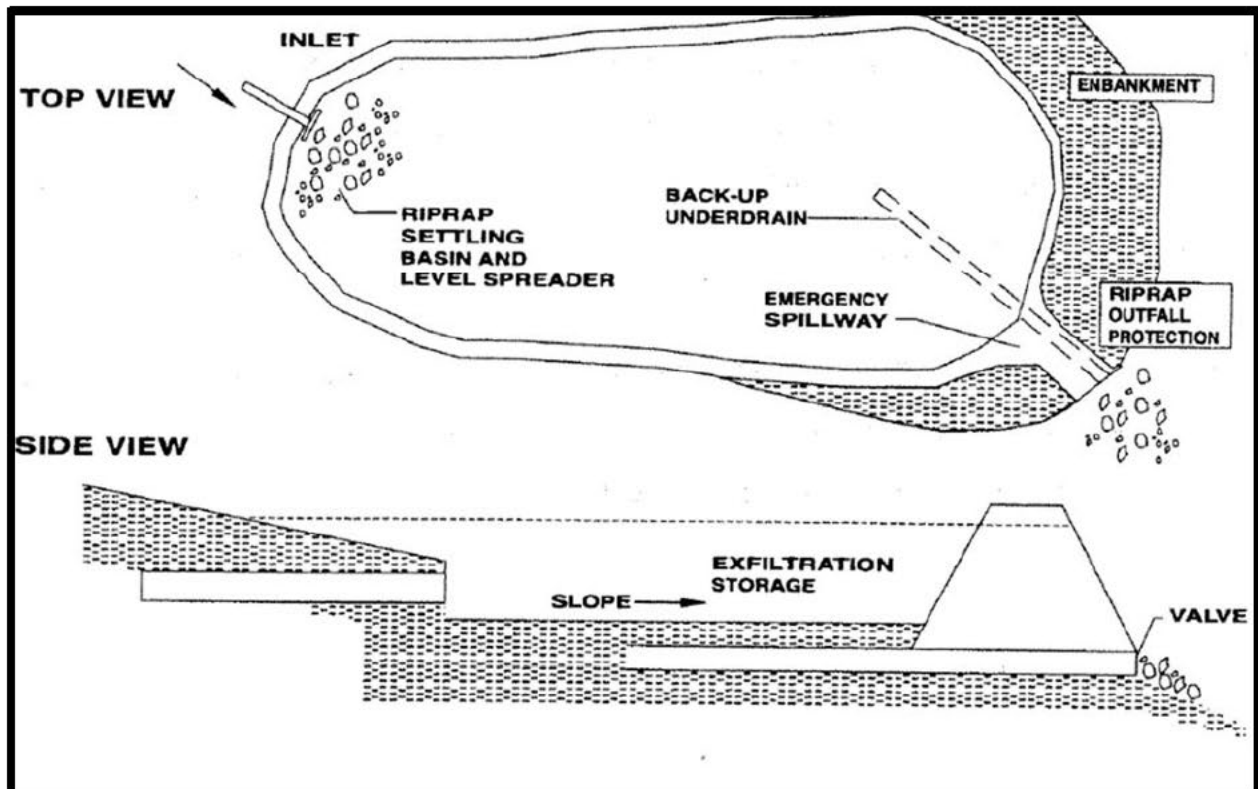 INLET
TOP VIEW
ENBANKMENT
RIPRAP
SETTLING
BASIN AND
LEVEL SPREADER
BACK-UP
UNDERDRAIN
EMERGENCY
SPILLWAY
RIPRAP
OUTFALL
PROTECTION
SIDE VIEW
EXFILTRATION
STORAGE
SLOPE
VALVE